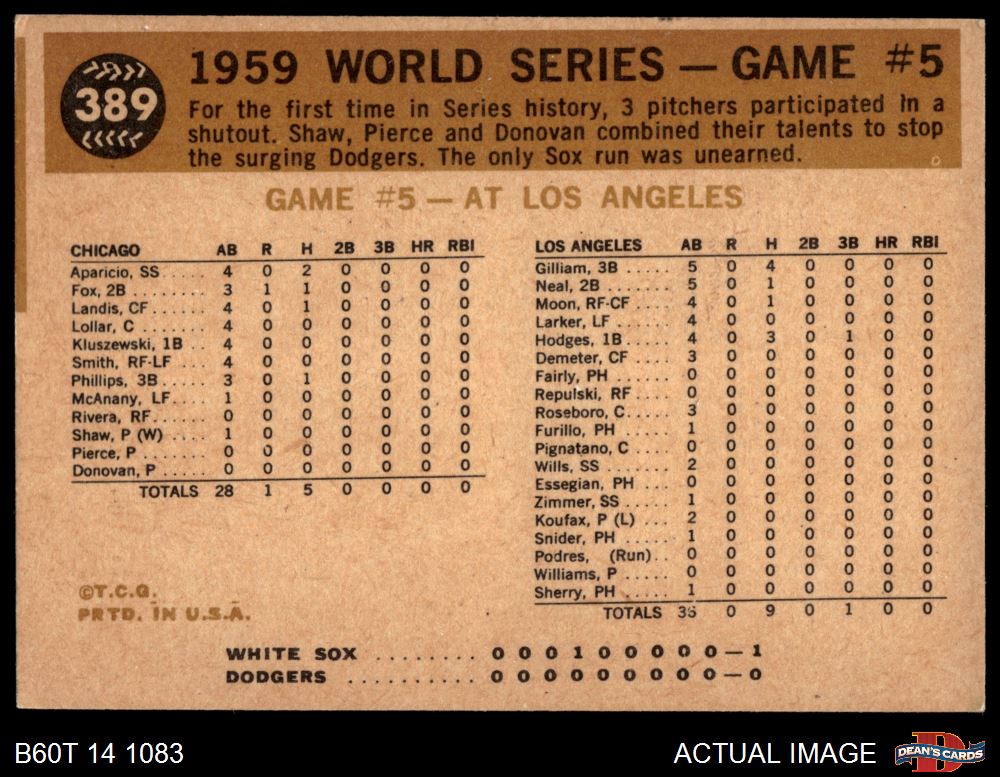 389
1959 WORLD SERIES — GAME #5
For the first time in Series history, 3 pitchers participated in a
shutout. Shaw, Pierce and Donovan combined their talents to stop
the surging Dodgers. The only Sox run was unearned.
GAME #5 — AT LOS ANGELES
CHICAGO AB R H 2B 3B HR RBI
Aparicio, SS ..... 4 0 2 0 0 0 0
Fox, 2B ........ 3 1 1 0 0 0 0
Landis, CF ...... 4 0 1 0 0 0 0
Lollar, C ....... 4 0 0 0 0 0 0
Kluszewski, 1B .. 4 0 0 0 0 0 0
Smith, RF-LF .... 4 0 0 0 0 0 0
Phillips, 3B ..... 3 0 1 0 0 0 0
McAnany, LF .... 1 0 0 0 0 0 0
Rivera, RF ...... 0 0 0 0 0 0 0
Shaw, P (W) .... 1 0 0 0 0 0 0
Pierce, P ....... 0 0 0 0 0 0 0
Donovan, P ..... 0 0 0 0 0 0 0
TOTALS 28 1 5 0 0 0 0
LOS ANGELES AB R H 2B 3B HR RBI
Gilliam, 3B ..... 5 0 4 0 0 0 0
Neal, 2B ....... 5 0 1 0 0 0 0
Moon, RF-CF .... 4 0 1 0 0 0 0
Larker, LF ...... 4 0 0 0 0 0 0
Hodges, 1B ..... 4 0 3 0 1 0 0
Demeter, CF .... 3 0 0 0 0 0 0
Fairly, PH ...... 0 0 0 0 0 0 0
Repulski, RF .... 0 0 0 0 0 0 0
Roseboro, C ..... 3 0 0 0 0 0 0
Furillo, PH ..... 1 0 0 0 0 0 0
Pignatano, C .... 0 0 0 0 0 0 0
Wills, SS ....... 2 0 0 0 0 0 0
Essegian, PH ... 0 0 0 0 0 0 0
Zimmer, SS ..... 1 0 0 0 0 0 0
Koufax, P (L) ... 2 0 0 0 0 0 0
Snider, PH ..... 1 0 0 0 0 0 0
Podres, (Run) .. 0 0 0 0 0 0 0
Williams, P ..... 0 0 0 0 0 0 0
Sherry, PH ...... 1 0 0 0 0 0 0
TOTALS 36 0 9 0 1 0 0
©T.C.G.
PRTD. IN U.S.A.
WHITE SOX ........ 0 0 0 1 0 0 0 0 0 — 1
DODGERS .......... 0 0 0 0 0 0 0 0 0 — 0
B60T 14 1083
ACTUAL IMAGE
DEAN'S CARDS